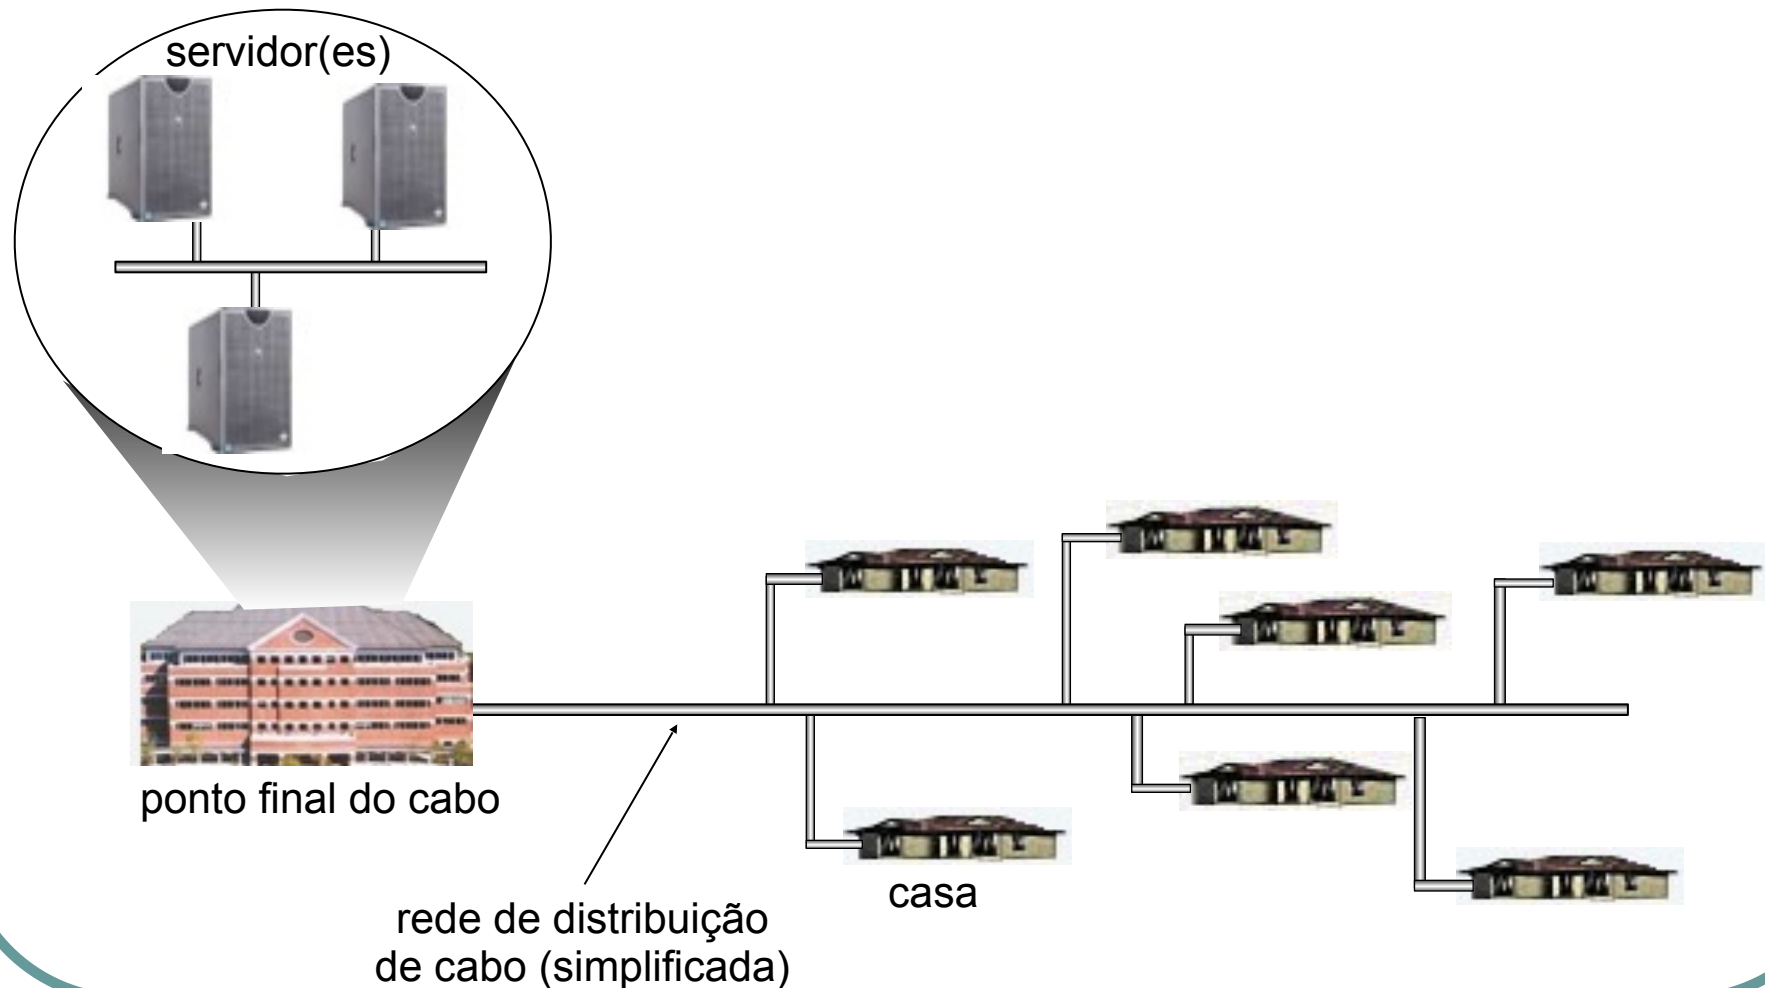 servidor(es)
ponto final do cabo
casa
rede de distribuição
de cabo (simplificada)